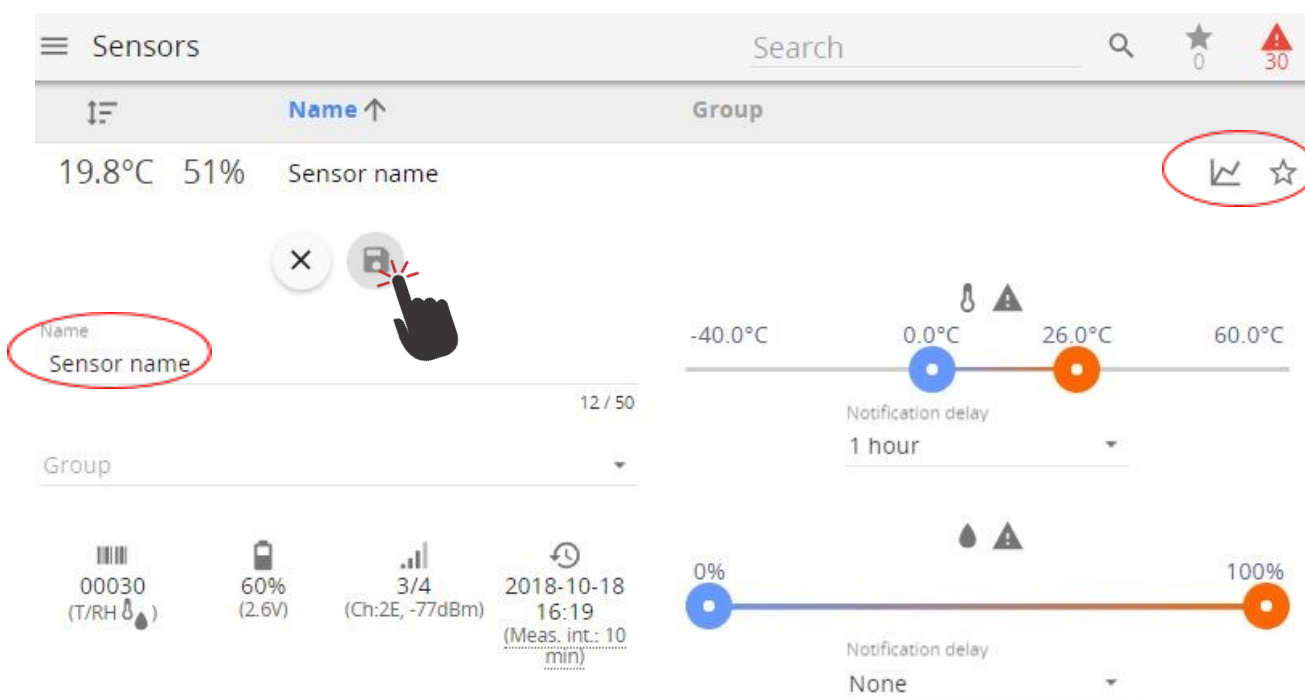 Sensors
Search
0
30
Name
Group
19.8°C 51% Sensor name
Name
Sensor name
12 / 50
Group
00030
(T/RH )
60%
(2.6V)
3/4
(Ch:2E, -77dBm)
2018-10-18
16:19
(Meas. int.: 10
min)
-40.0°C 0.0°C 26.0°C 60.0°C
Notification delay
1 hour
0% 100%
Notification delay
None